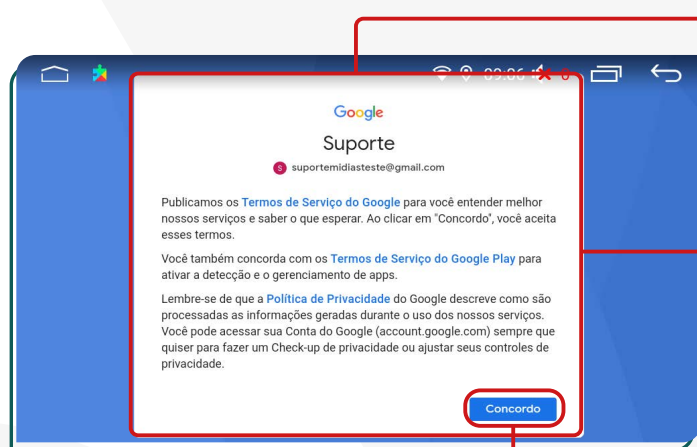 09:06 0
Google
Suporte
S suportemidiasteste@gmail.com
Publicamos os Termos de Serviço do Google para você entender melhor
nossos serviços e saber o que esperar. Ao clicar em "Concordo", você aceita
esses termos.
Você também concorda com os Termos de Serviço do Google Play para
ativar a detecção e o gerenciamento de apps.
Lembre-se de que a Política de Privacidade do Google descreve como são
processadas as informações geradas durante o uso dos nossos serviços.
Você pode acessar sua Conta do Google (account.google.com) sempre que
quiser para fazer um Check-up de privacidade ou ajustar seus controles de
privacidade.
Concordo